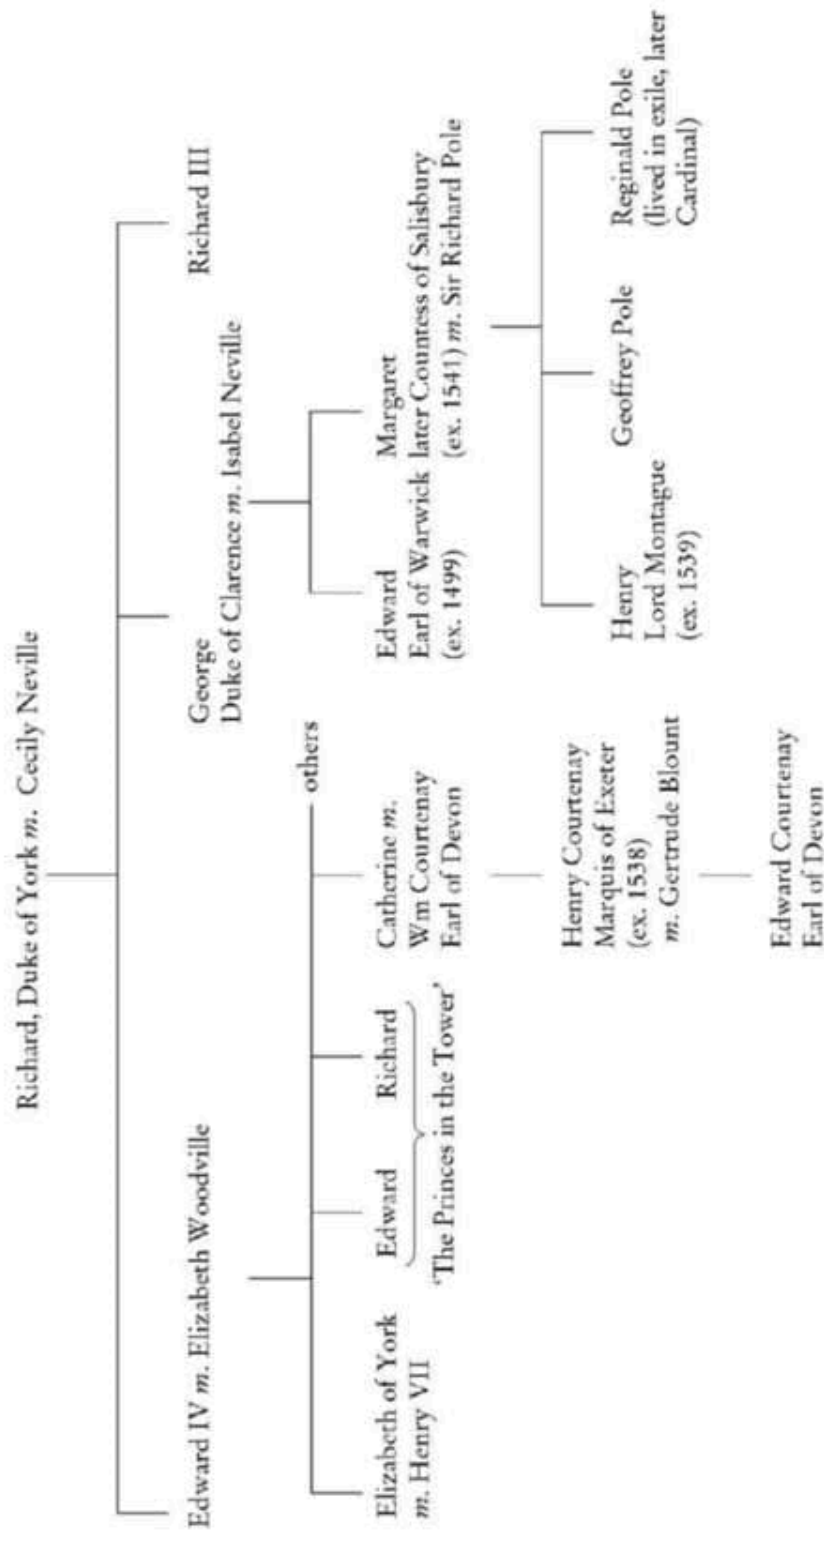 Richard, Duke of York m. Cecily Neville
Edward IV m. Elizabeth Woodville
George
Duke of Clarence m. Isabel Neville
Richard III
Elizabeth of York
m. Henry VII
Edward
Richard
'The Princes in the Tower'
Catherine m.
Wm Courtenay
Earl of Devon
others
Edward
Earl of Warwick
(ex. 1499)
Margaret
later Countess of Salisbury
(ex. 1541) m. Sir Richard Pole
Henry Courtenay
Marquis of Exeter
(ex. 1538)
m. Gertrude Blount
Henry
Lord Montague
(ex. 1539)
Geoffrey Pole
Reginald Pole
(lived in exile, later
Cardinal)
Edward Courtenay
Earl of Devon